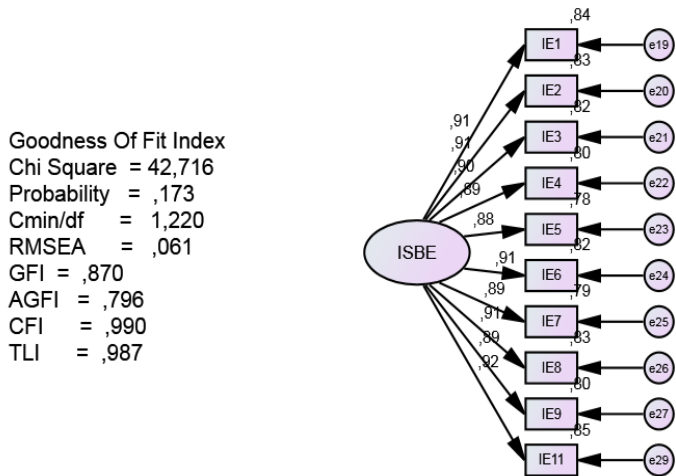 Goodness Of Fit Index
Chi Square = 42,716
Probability = ,173
Cmin/df = 1,220
RMSEA = ,061
GFI = ,870
AGFI = ,796
CFI = ,990
TLI = ,987
ISBE
,91
,91
,90
,89
,88
,91
,89
,91
,89
,92
,84
IE1
e19
,83
IE2
e20
,82
IE3
e21
,80
IE4
e22
,78
IE5
e23
,82
IE6
e24
,79
IE7
e25
,83
IE8
e26
,80
IE9
e27
,85
IE11
e29